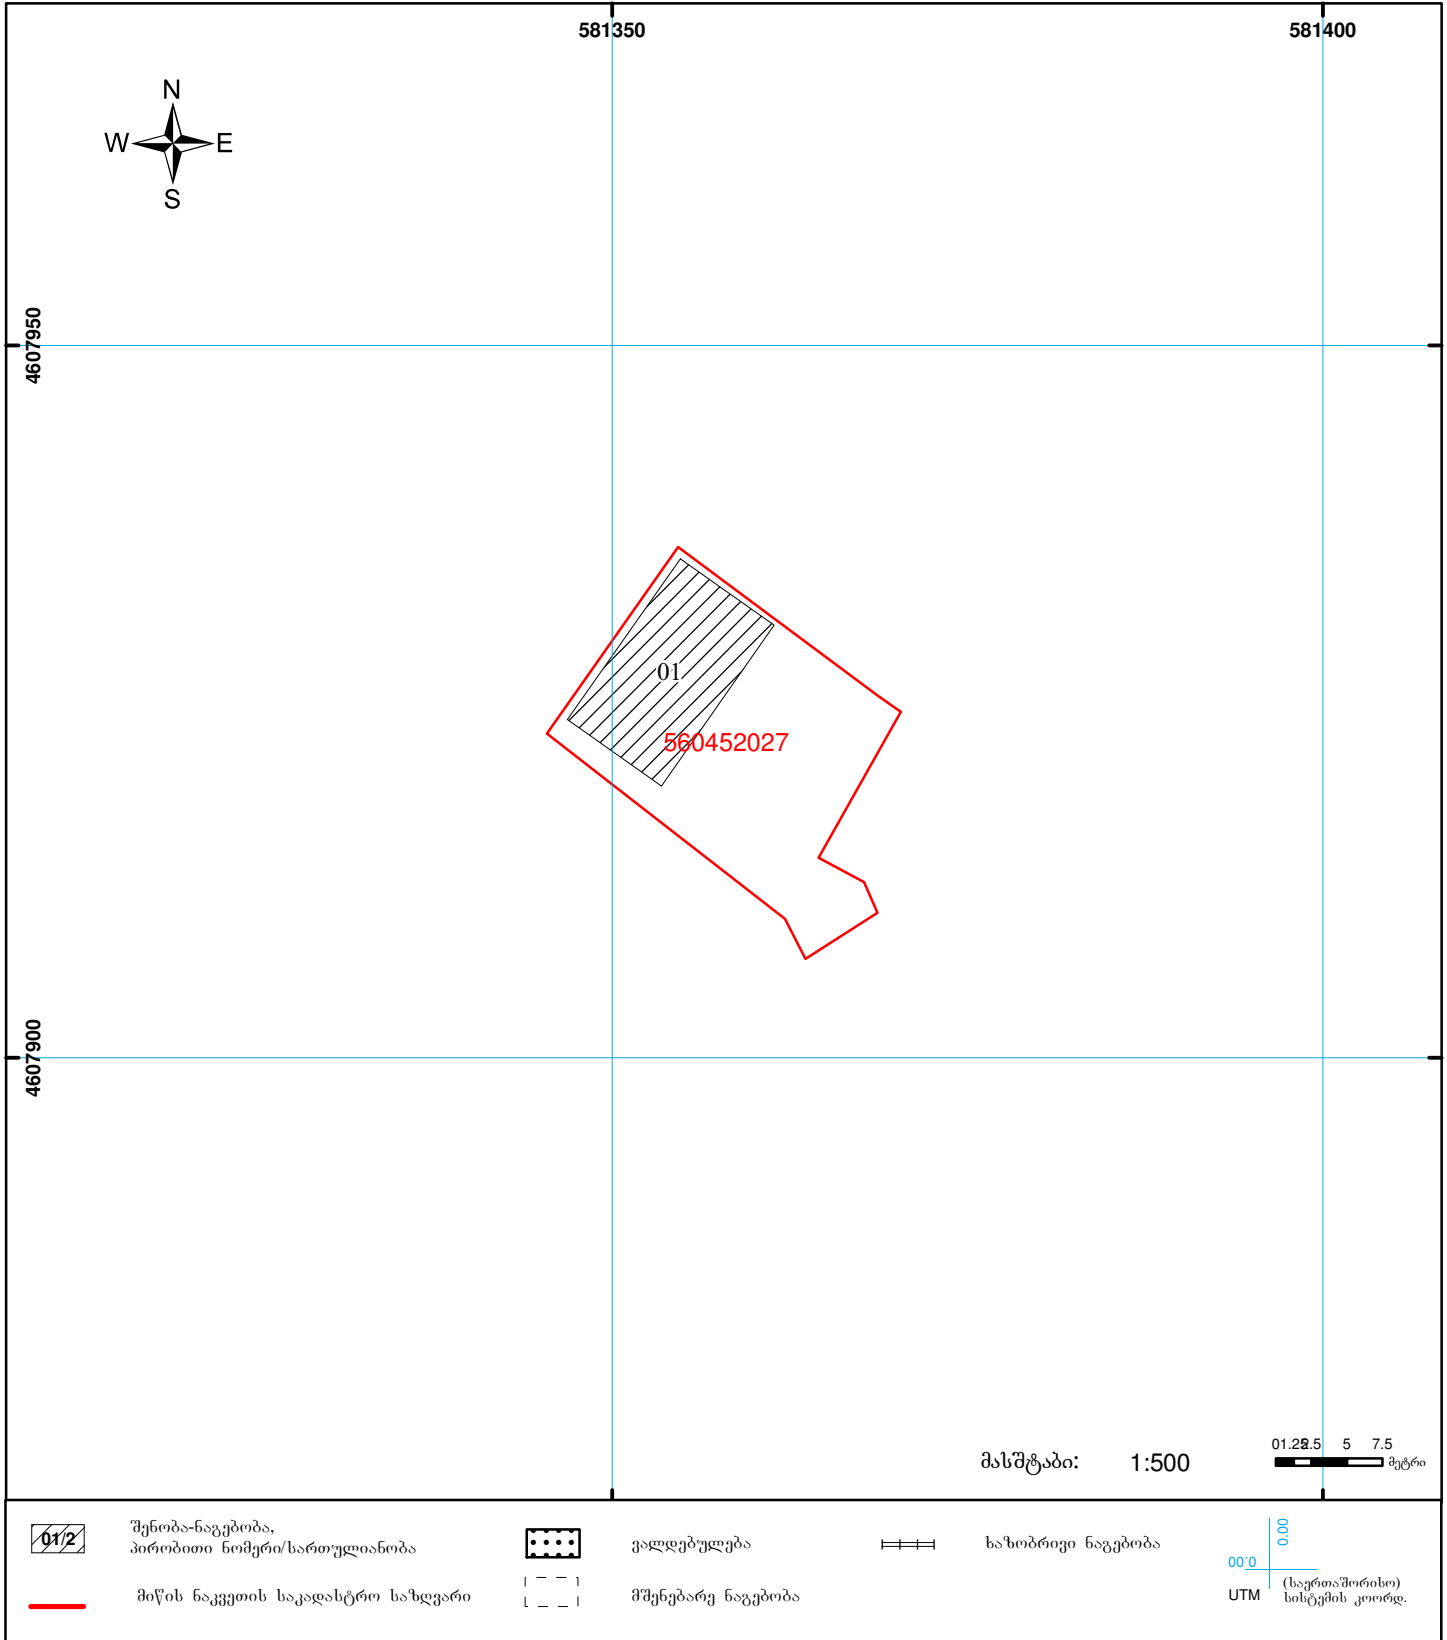 581350
581400
N
W E
S
4607950
01
560452027
4607900
მასშტაბი: 1:500
01.252.5 5 7.5
მეტრი
01/2
შენობა-ნაგებობა,
პირობითი ნომერი/სართულიანობა
ვალდებულება
ხაზობრივი ნაგებობა
00'0
00'0
მიწის ნაკვეთის საკადასტრო საზღვარი
მშენებარე ნაგებობა
UTM
(საერთაშორისო)
სისტემის კოორდ.